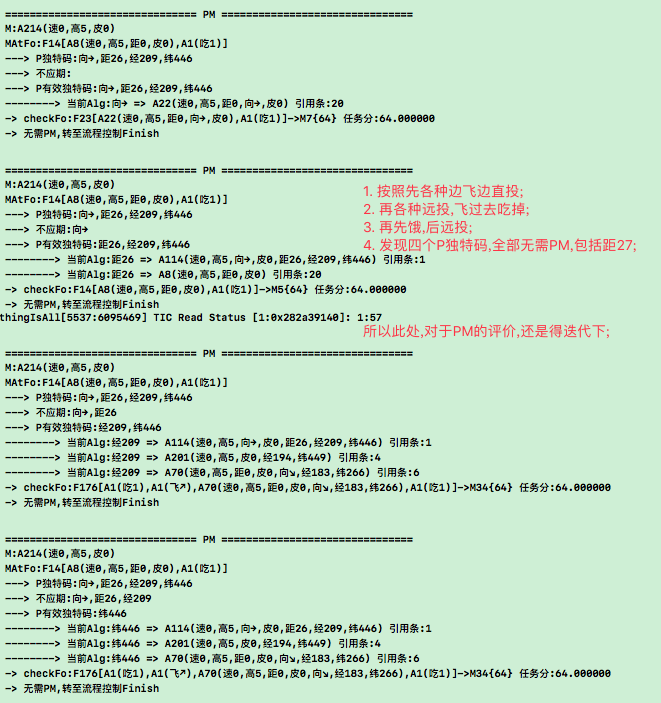 =============================== PM ===============================
M:A214(速0,高5,皮0)
MAtFo:F14[A8(速0,高5,距0,皮0),A1(吃1)]
---> P独特码:向→,距26,经209,纬446
---> 不应期:
---> P有效独特码:向→,距26,经209,纬446
--------> 当前Alg:向→ => A22(速0,高5,距0,向→,皮0) 引用条:20
-> checkFo:F23[A22(速0,高5,距0,向→,皮0),A1(吃1)]->M7{64} 任务分:64.000000
-> 无需PM,转至流程控制Finish
=============================== PM ===============================
M:A214(速0,高5,皮0)
MAtFo:F14[A8(速0,高5,距0,皮0),A1(吃1)]
---> P独特码:向→,距26,经209,纬446
---> 不应期:向→
---> P有效独特码:距26,经209,纬446
--------> 当前Alg:距26 => A114(速0,高5,向→,皮0,距26,经209,纬446) 引用条:1
--------> 当前Alg:距26 => A8(速0,高5,距0,皮0) 引用条:20
-> checkFo:F14[A8(速0,高5,距0,皮0),A1(吃1)]->M5{64} 任务分:64.000000
-> 无需PM,转至流程控制Finish
1. 按照先各种边飞边直投;
2. 再各种远投,飞过去吃掉;
3. 再先饿,后远投;
4. 发现四个P独特码,全部无需PM,包括距27;
thingIsAll[5537:6095469] TIC Read Status [1:0x282a39140]: 1:57
所以此处,对于PM的评价,还是得迭代下;
=============================== PM ===============================
M:A214(速0,高5,皮0)
MAtFo:F14[A8(速0,高5,距0,皮0),A1(吃1)]
---> P独特码:向→,距26,经209,纬446
---> 不应期:向→,距26
---> P有效独特码:经209,纬446
--------> 当前Alg:经209 => A114(速0,高5,向→,皮0,距26,经209,纬446) 引用条:1
--------> 当前Alg:经209 => A201(速0,高5,皮0,经194,纬449) 引用条:4
--------> 当前Alg:经209 => A70(速0,高5,距0,皮0,向↘,经183,纬266) 引用条:6
-> checkFo:F176[A1(吃1),A1(飞↗),A70(速0,高5,距0,皮0,向↘,经183,纬266),A1(吃1)]->M34{64} 任务分:64.000000
-> 无需PM,转至流程控制Finish
=============================== PM ===============================
M:A214(速0,高5,皮0)
MAtFo:F14[A8(速0,高5,距0,皮0),A1(吃1)]
---> P独特码:向→,距26,经209,纬446
---> 不应期:向→,距26,经209
---> P有效独特码:纬446
--------> 当前Alg:纬446 => A114(速0,高5,向→,皮0,距26,经209,纬446) 引用条:1
--------> 当前Alg:纬446 => A201(速0,高5,皮0,经194,纬449) 引用条:4
--------> 当前Alg:纬446 => A70(速0,高5,距0,皮0,向↘,经183,纬266) 引用条:6
-> checkFo:F176[A1(吃1),A1(飞↗),A70(速0,高5,距0,皮0,向↘,经183,纬266),A1(吃1)]->M34{64} 任务分:64.000000
-> 无需PM,转至流程控制Finish